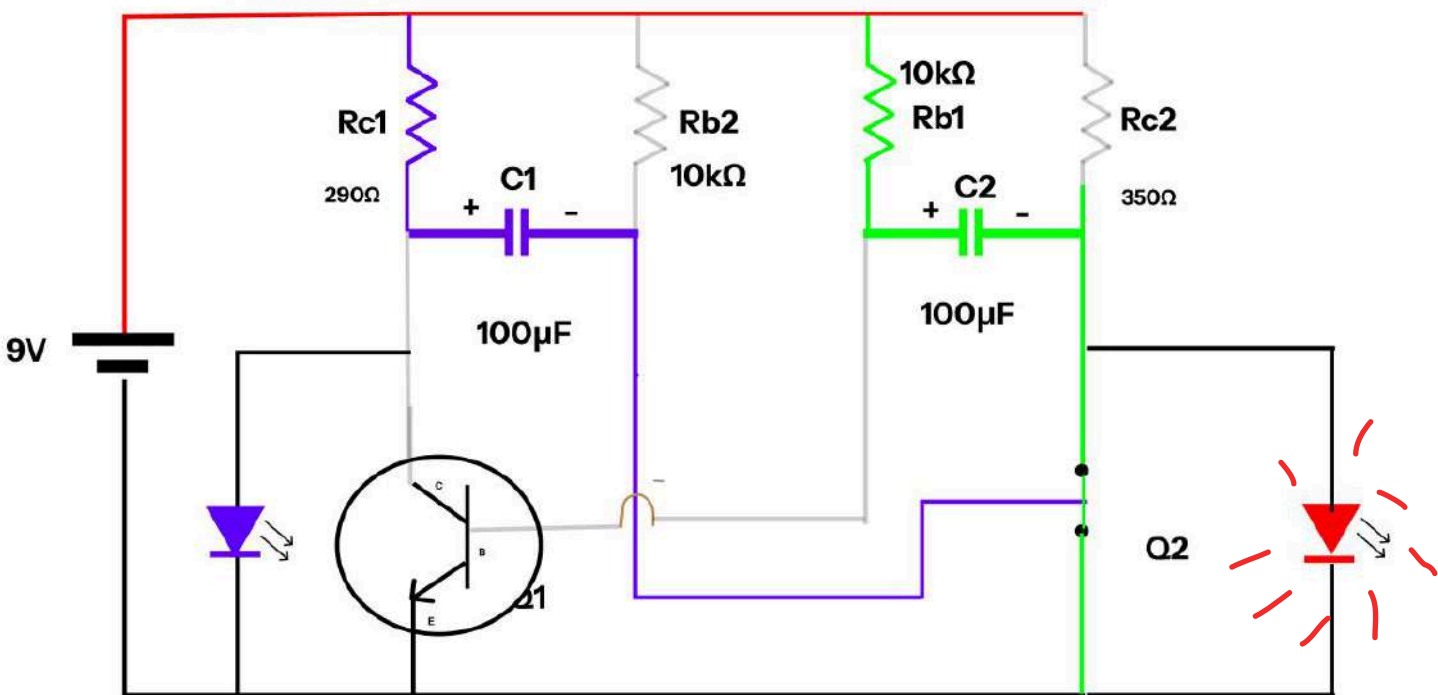 10kΩ
Rc1
Rb2
Rb1
Rc2
290Ω
C1
10kΩ
C2
350Ω
+ -
+ -
100µF
100µF
9V
C
B
E
Q1
-
Q2